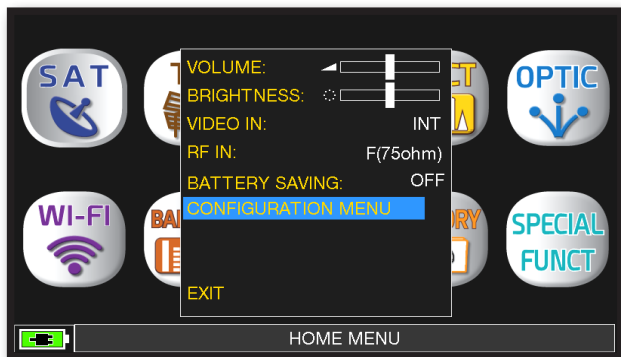 SAT
OPTIC
VOLUME:
BRIGHTNESS:
VIDEO IN: INT
RF IN: F(75ohm)
BATTERY SAVING: OFF
CONFIGURATION MENU
EXIT
WI-FI
SPECIAL
FUNCT
HOME MENU